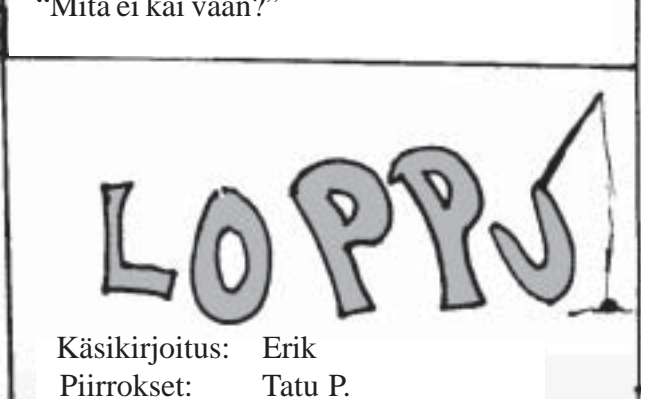 “Mitä ei kai vaan?”
LOPPU
Käsikirjoitus: Erik
Piirrokset: Tatu P.